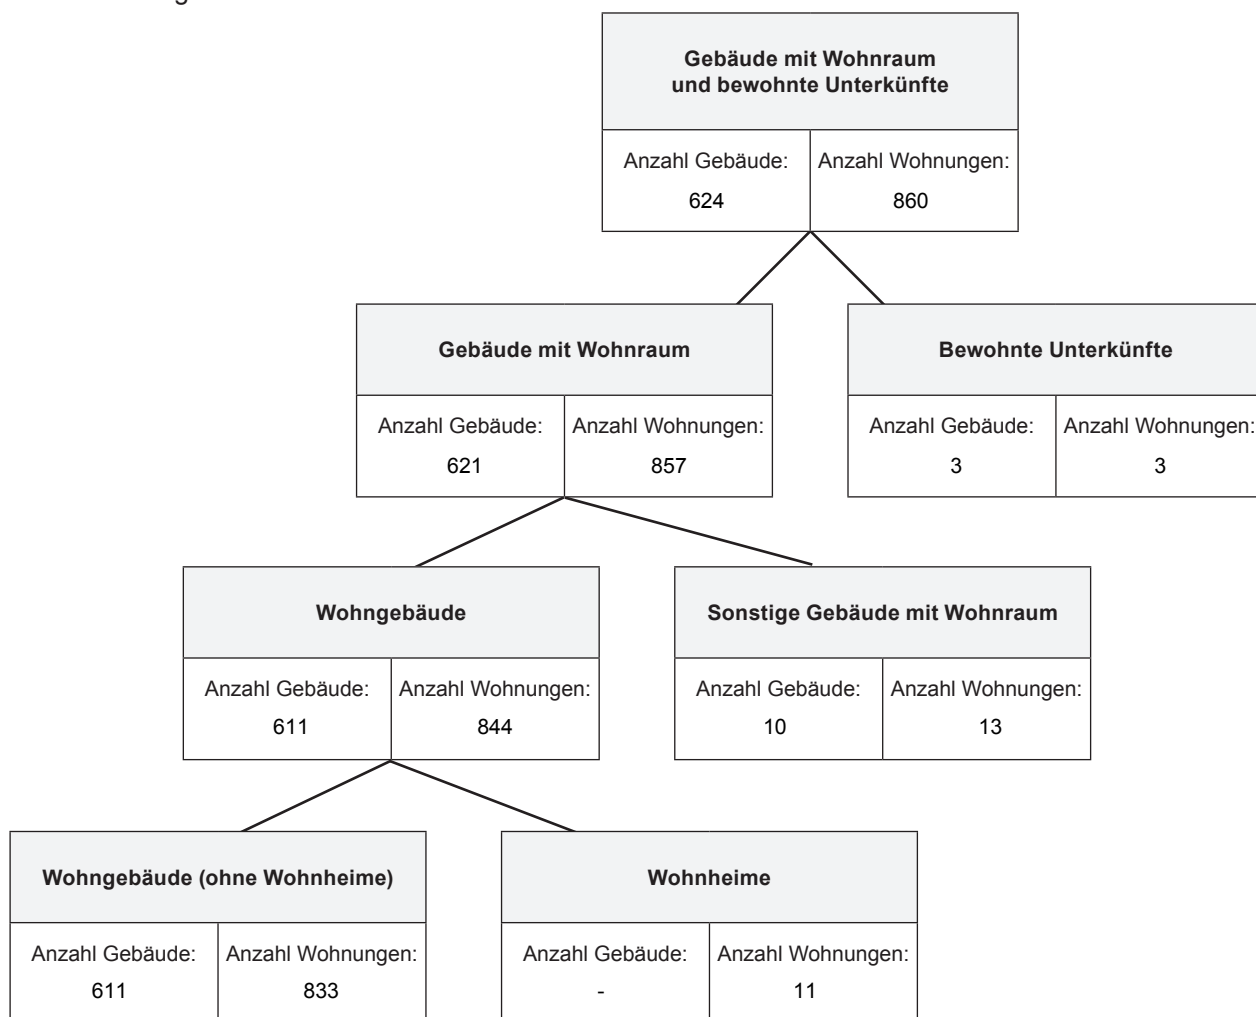 Gebäude mit Wohnraum
und bewohnte Unterkünfte
Anzahl Gebäude: Anzahl Wohnungen:
624 860
Gebäude mit Wohnraum
Bewohnte Unterkünfte
Anzahl Gebäude: Anzahl Wohnungen:
621 857
Anzahl Gebäude: Anzahl Wohnungen:
3 3
Wohngebäude
Sonstige Gebäude mit Wohnraum
Anzahl Gebäude: Anzahl Wohnungen:
611 844
Anzahl Gebäude: Anzahl Wohnungen:
10 13
Wohngebäude (ohne Wohnheime)
Wohnheime
Anzahl Gebäude: Anzahl Wohnungen:
611 833
Anzahl Gebäude: Anzahl Wohnungen:
- 11